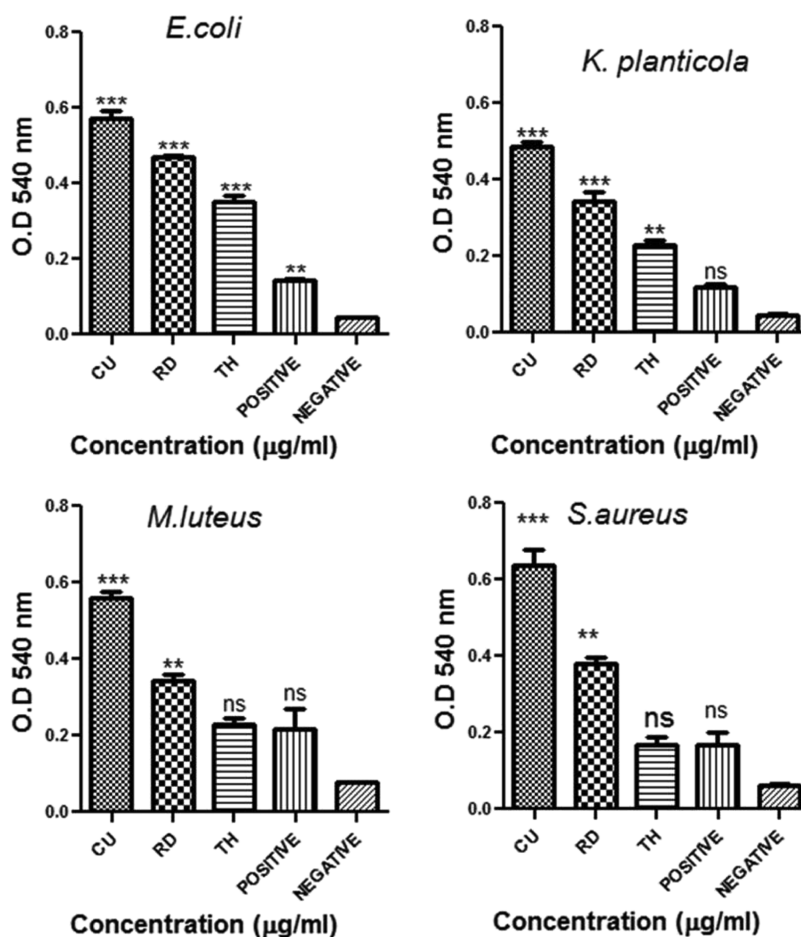 E.coli
O.D 540 nm
0.8
0.6
0.4
0.2
0.0
***
***
***
**
CU
RD
TH
POSITIVE
NEGATIVE
Concentration (µg/ml)
K. planticola
O.D 540 nm
0.8
0.6
0.4
0.2
0.0
***
***
**
ns
CU
RD
TH
POSITIVE
NEGATIVE
Concentration (µg/ml)
M.luteus
O.D 540 nm
0.8
0.6
0.4
0.2
0.0
***
**
ns
ns
CU
RD
TH
POSITIVE
NEGATIVE
Concentration (µg/ml)
S.aureus
O.D 540 nm
0.8
0.6
0.4
0.2
0.0
***
**
ns
ns
CU
RD
TH
POSITIVE
NEGATIVE
Concentration (µg/ml)